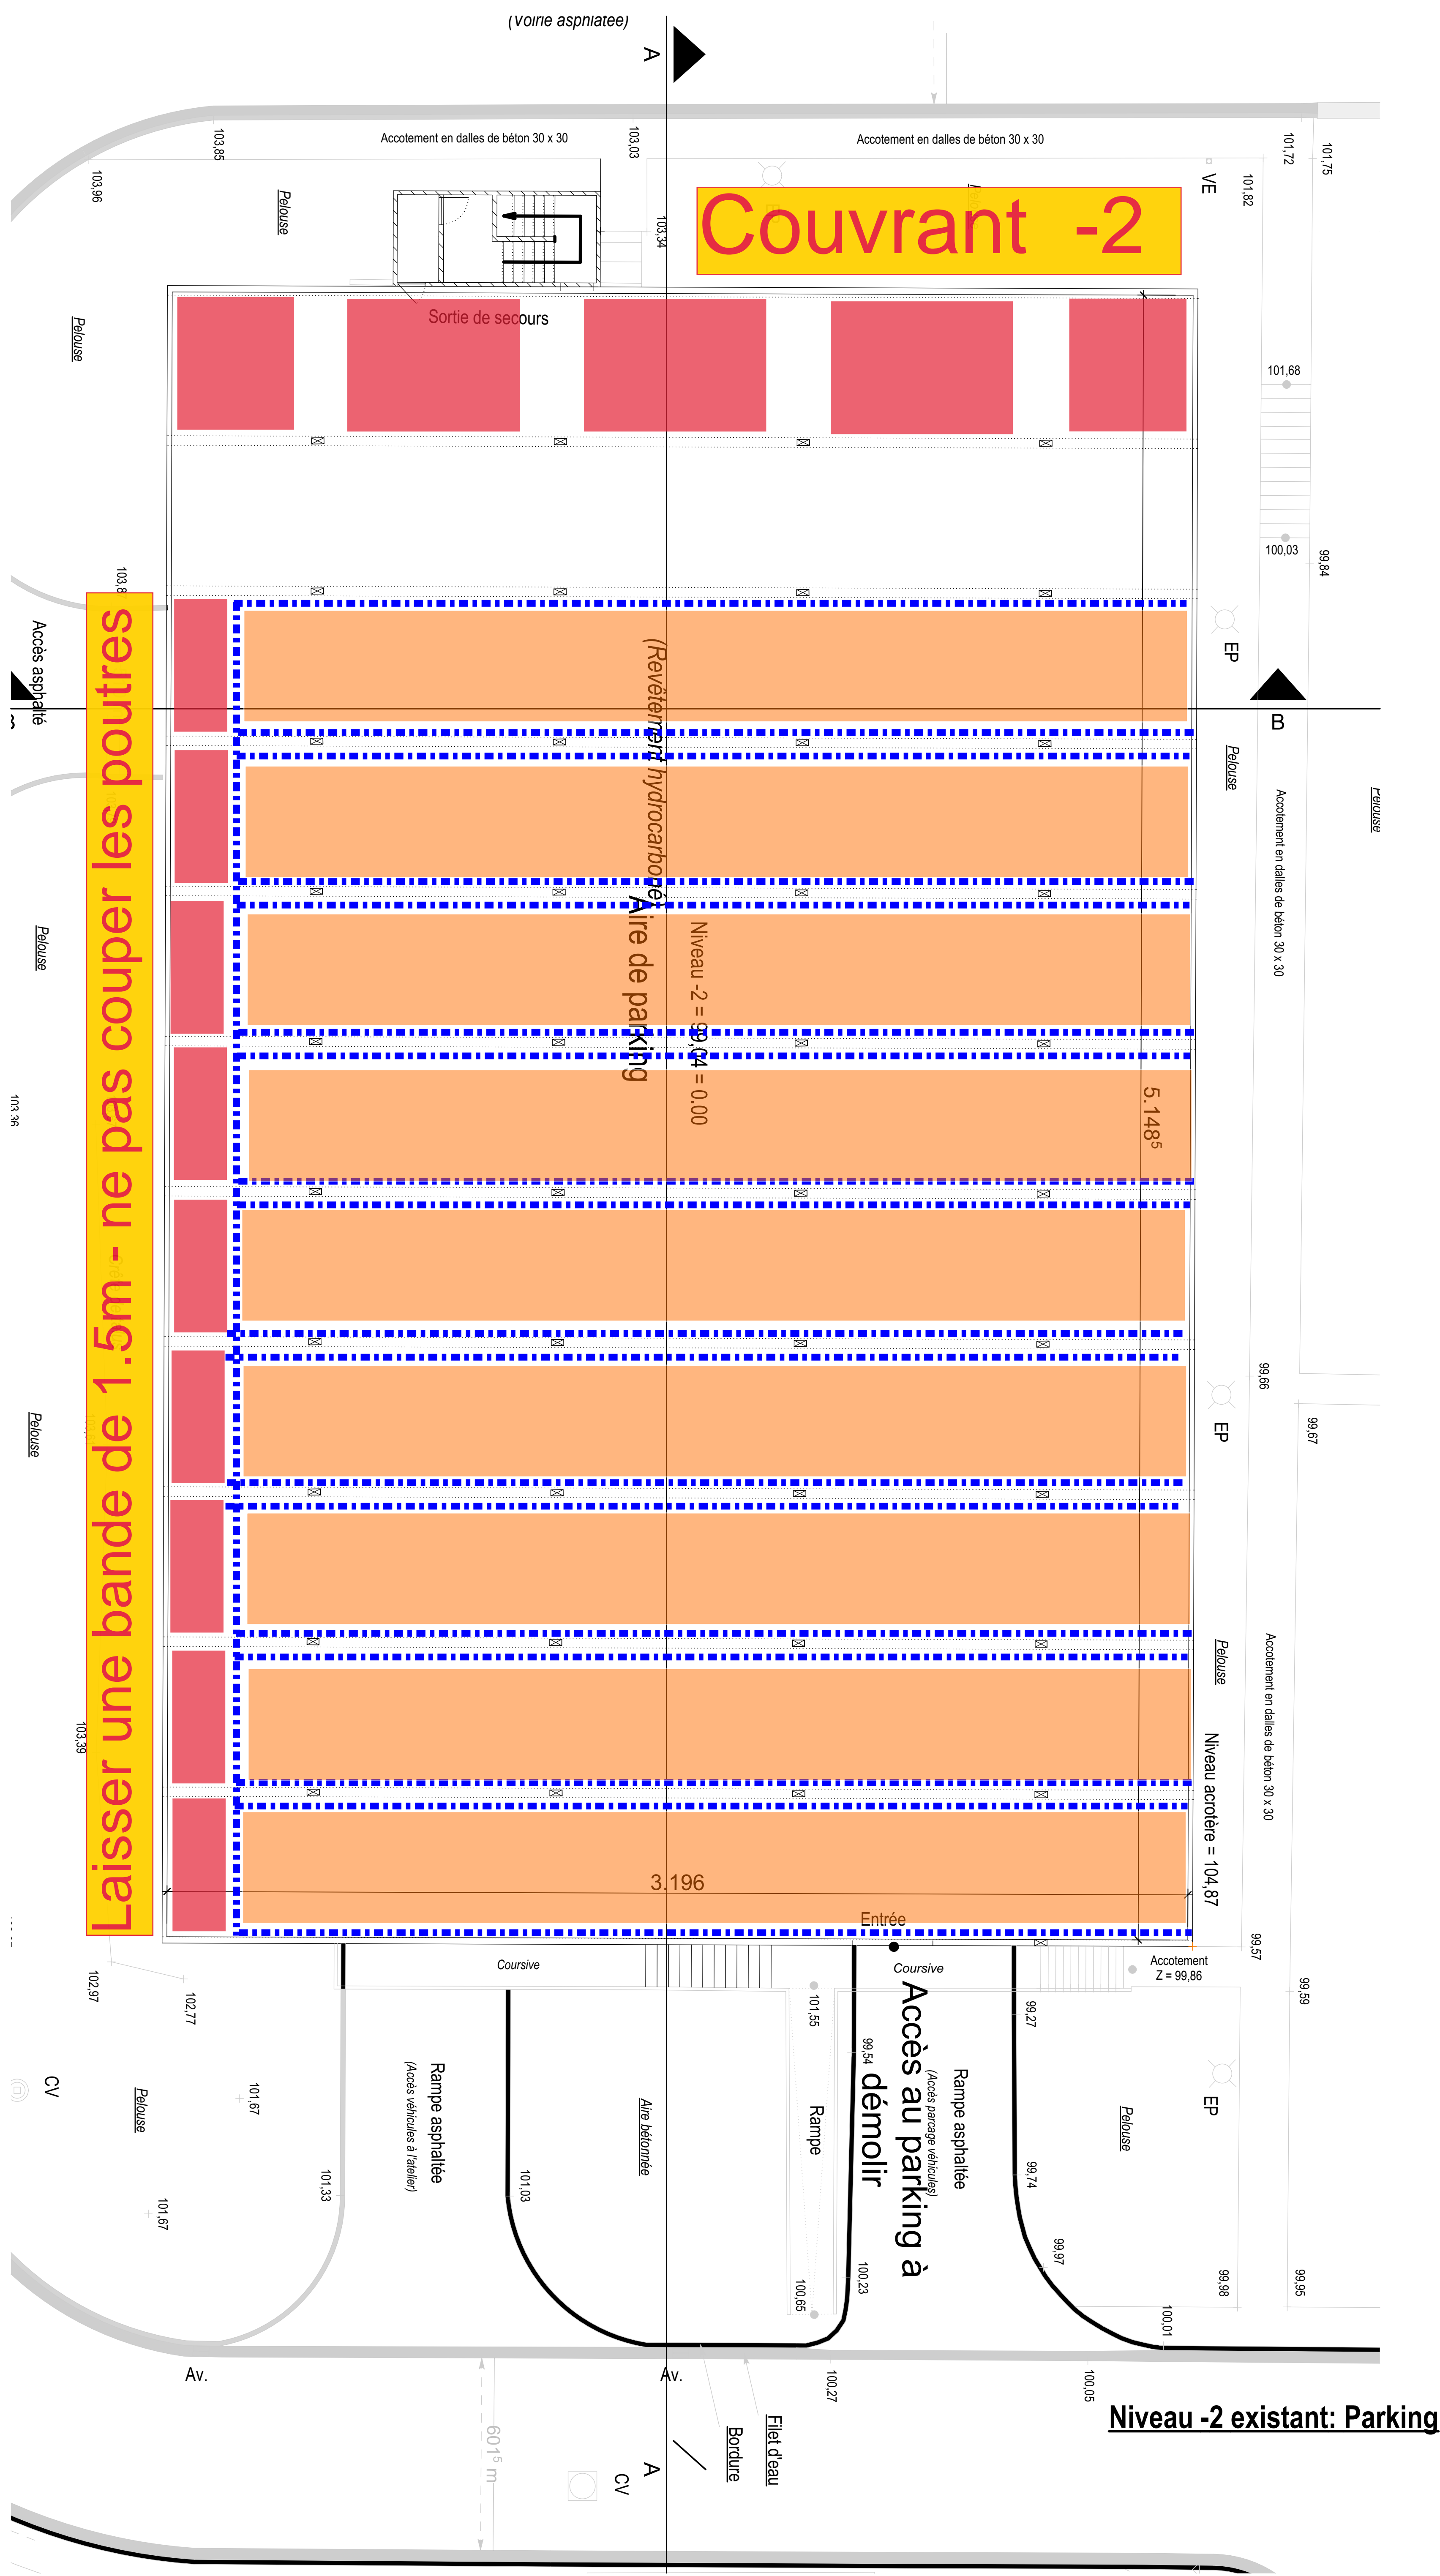 (Voirie asphaltée)
A
Accotement en dalles de béton 30 x 30
Accotement en dalles de béton 30 x 30
103,85
103,03
101,72
101,75
103,96
Pelouse
VE
101,82
103,34
Couvrant -2
Pelouse
Sortie de secours
101,68
100,03
99,84
103,8
Accès asphalté
EP
(Revêtement hydrocarboné)
B
Pelouse
Pelouse
Accotement en dalles de béton 30 x 30
Laisser une bande de 1.5m - ne pas couper les poutres
Pelouse
Aire de parking
Niveau -2 = 99,04 = 0.00
5.148⁵
103,36
99,66
EP
99,67
Pelouse
Pelouse
Accotement en dalles de béton 30 x 30
103,39
Niveau acrotère = 104,87
3.196
Entrée
99,57
Coursive
Coursive
Accotement
Z = 99,86
102,97
102,77
101,55
99,27
99,59
99,54
Accès au parking à
démolir
CV
Pelouse
101,67
Rampe asphaltée
(Accès véhicules à l'atelier)
Aire bétonnée
Rampe
Rampe asphaltée
(Accès parcage véhicules)
Pelouse
EP
101,33
101,03
99,74
101,67
99,97
100,65
100,23
99,98
99,95
100,01
Av.
Av.
100,27
100,05
Niveau -2 existant: Parking
601⁵ m
Filet d'eau
Bordure
A
CV